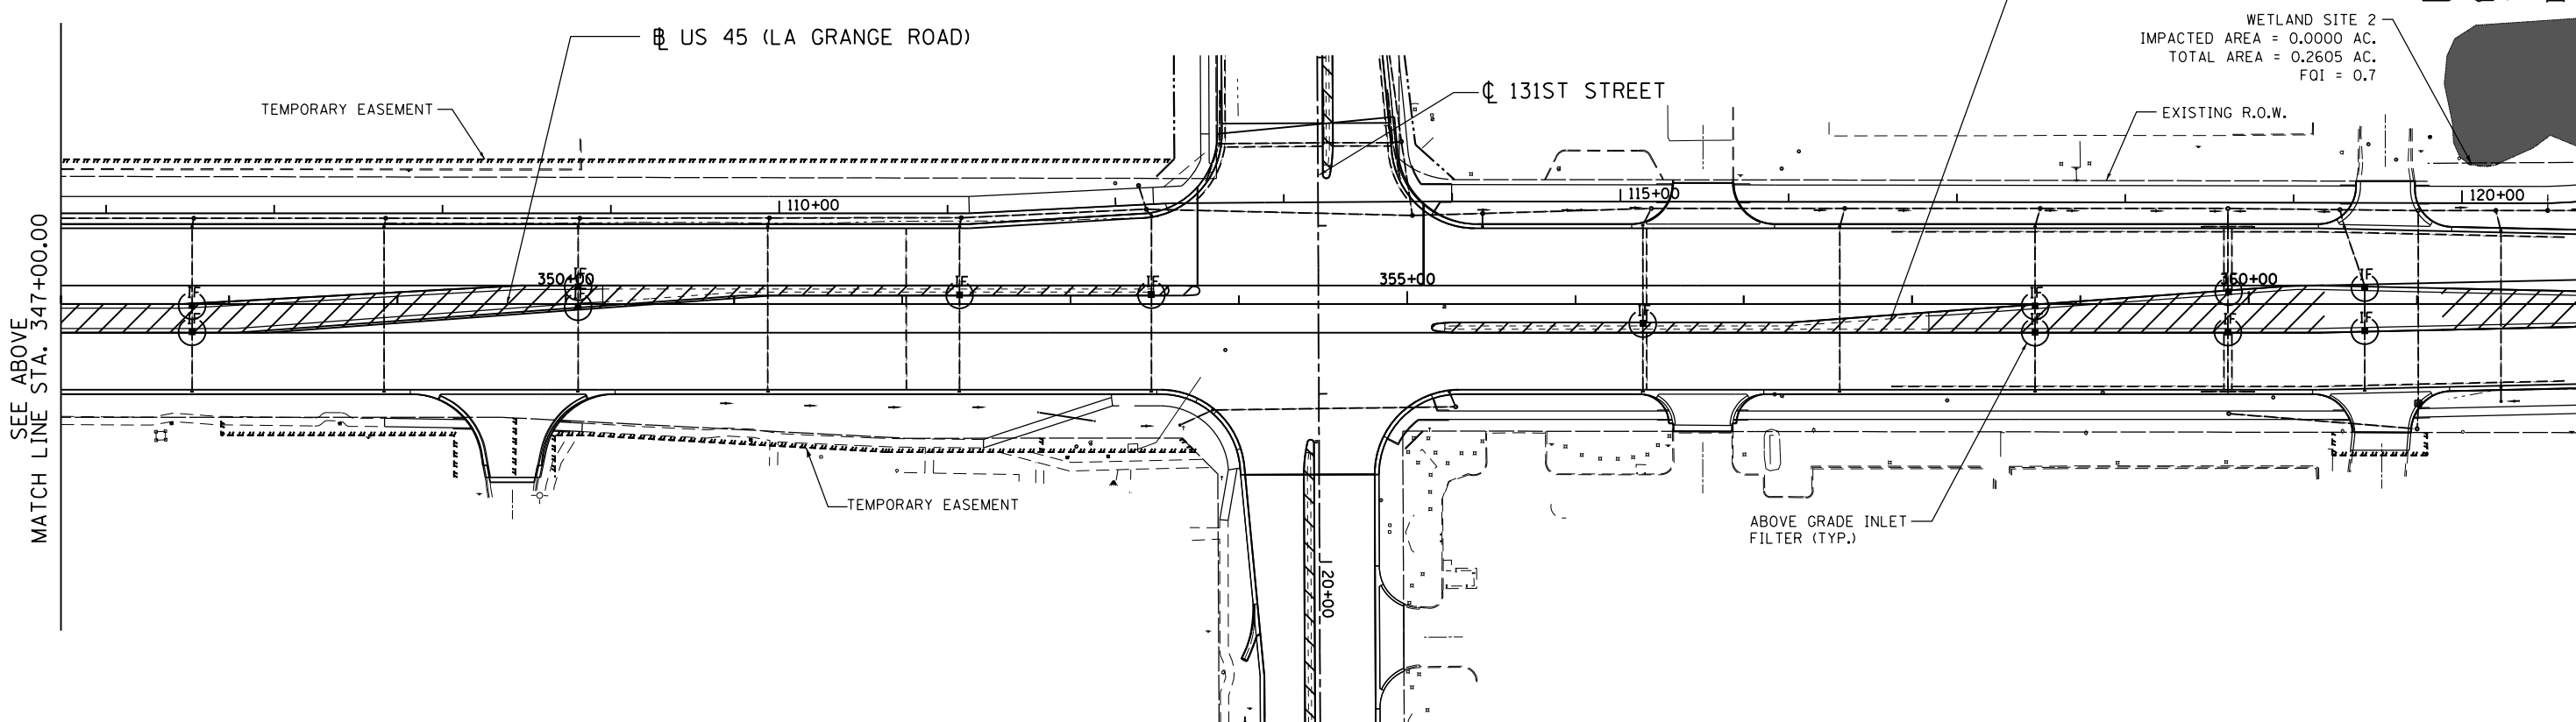 ℄ US 45 (LA GRANGE ROAD)
TEMPORARY EASEMENT
℄ 131ST STREET
WETLAND SITE 2
IMPACTED AREA = 0.0000 AC.
TOTAL AREA = 0.2605 AC.
FQI = 0.7
EXISTING R.O.W.
110+00
115+00
120+00
350+00
355+00
360+00
IF
IF
IF
IF
IF
IF
IF
IF
IF
IF
IF
IF
IF
SEE ABOVE
MATCH LINE STA. 347+00.00
TEMPORARY EASEMENT
ABOVE GRADE INLET
FILTER (TYP.)
20+00